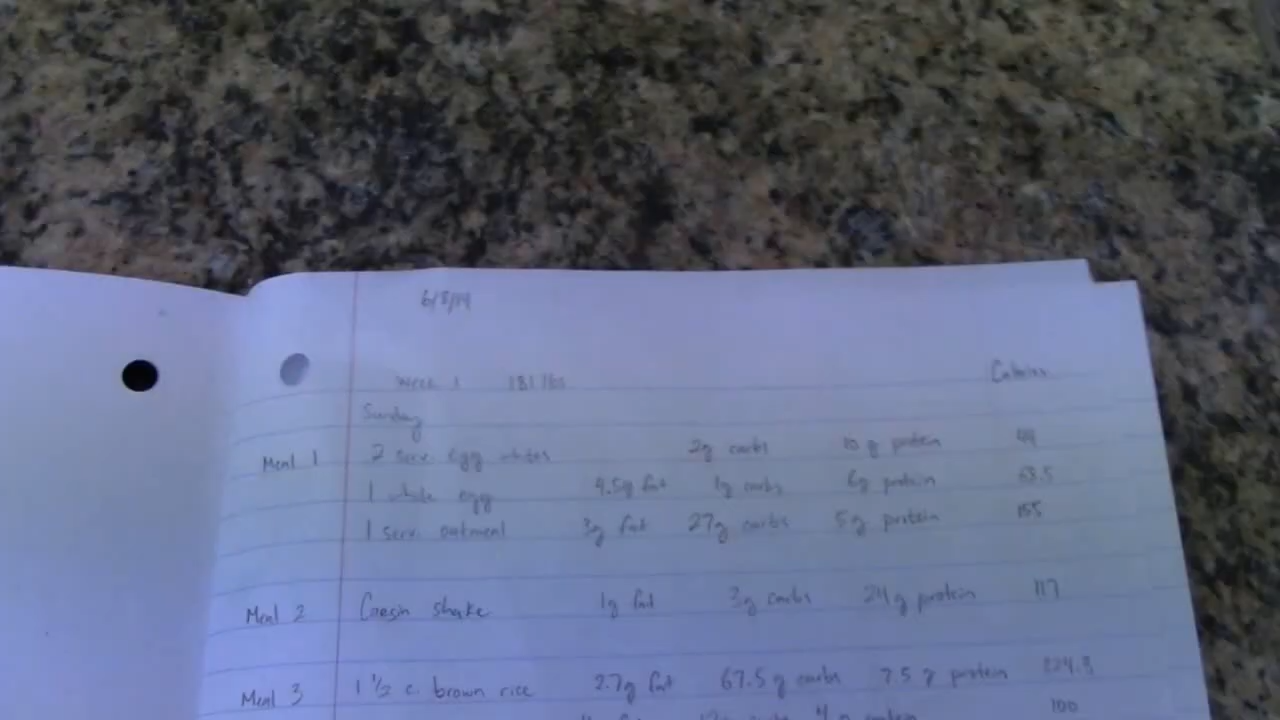 6/8/14
Week 1 181 lbs Calories
Sunday
Meal 1 2 serv. egg whites 2g carbs 10 g protein
1 whole egg 4.5g fat 1g carbs 6g protein 68.5
1 serv. oatmeal 3g fat 27g carbs 5g protein 155
Meal 2 shake 1g fat 3g carbs 24g protein 117
Meal 3 1 1/2 c. brown rice 2.7g fat 67.5g carbs 7.5 g protein
4 g protein 100